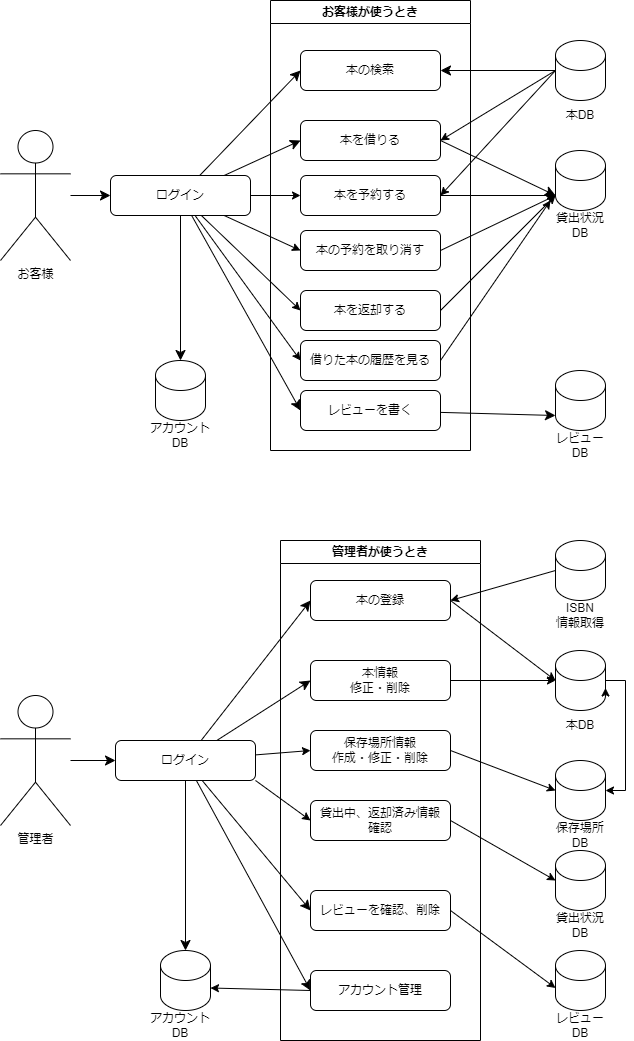 お客様が使うとき
本の検索
本DB
本を借りる
お客様
ログイン
本を予約する
貸出状況
DB
本の予約を取り消す
本を返却する
借りた本の履歴を見る
アカウント
DB
レビューを書く
レビュー
DB
管理者が使うとき
本の登録
ISBN
情報取得
本情報
修正・削除
本DB
管理者
ログイン
保存場所情報
作成・修正・削除
保存場所
DB
貸出中、返却済み情報
確認
貸出状況
DB
レビューを確認、削除
アカウント管理
アカウント
DB
レビュー
DB